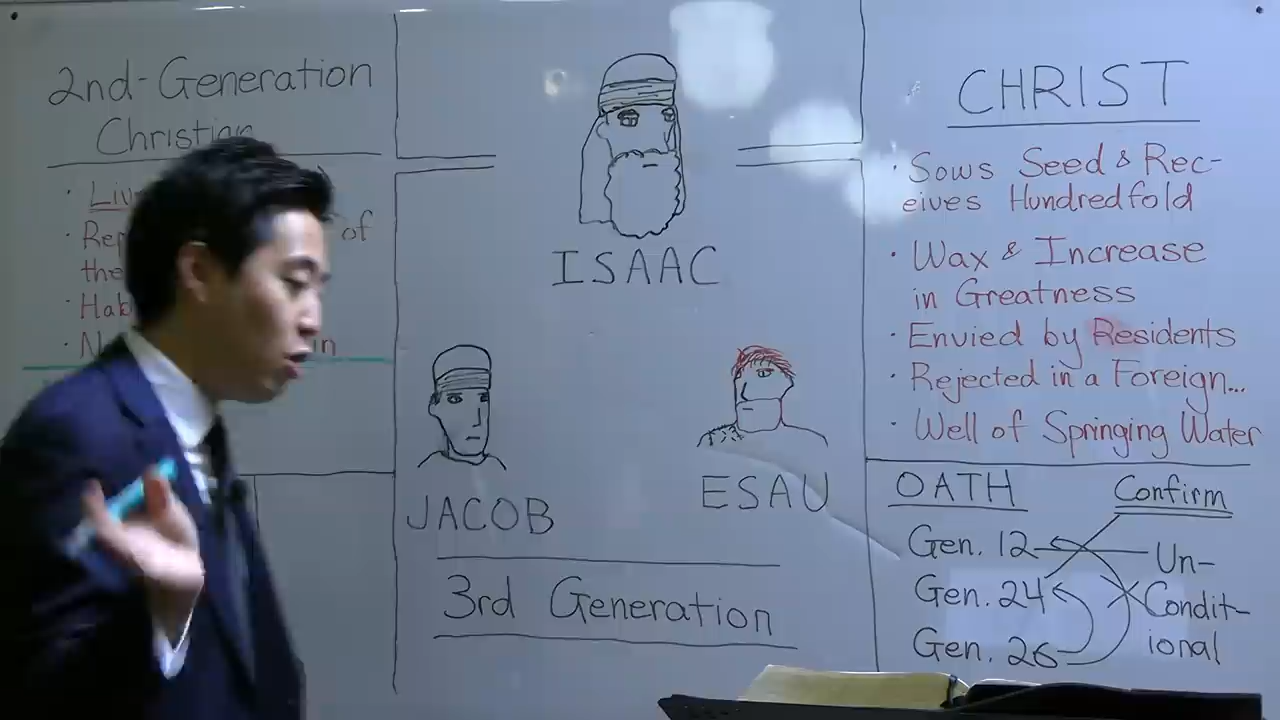 2nd-Generation
Christian
of
the
in
ISAAC
JACOB
ESAU
3rd Generation
CHRIST
· Sows Seed & Rec-
eives Hundredfold
· Wax & Increase
in Greatness
· Envied by Residents
· Rejected in a Foreign...
· Well of Springing Water
OATH
Confirm
Gen. 12
Gen. 24
Gen. 26
Un-
Condit-
ional